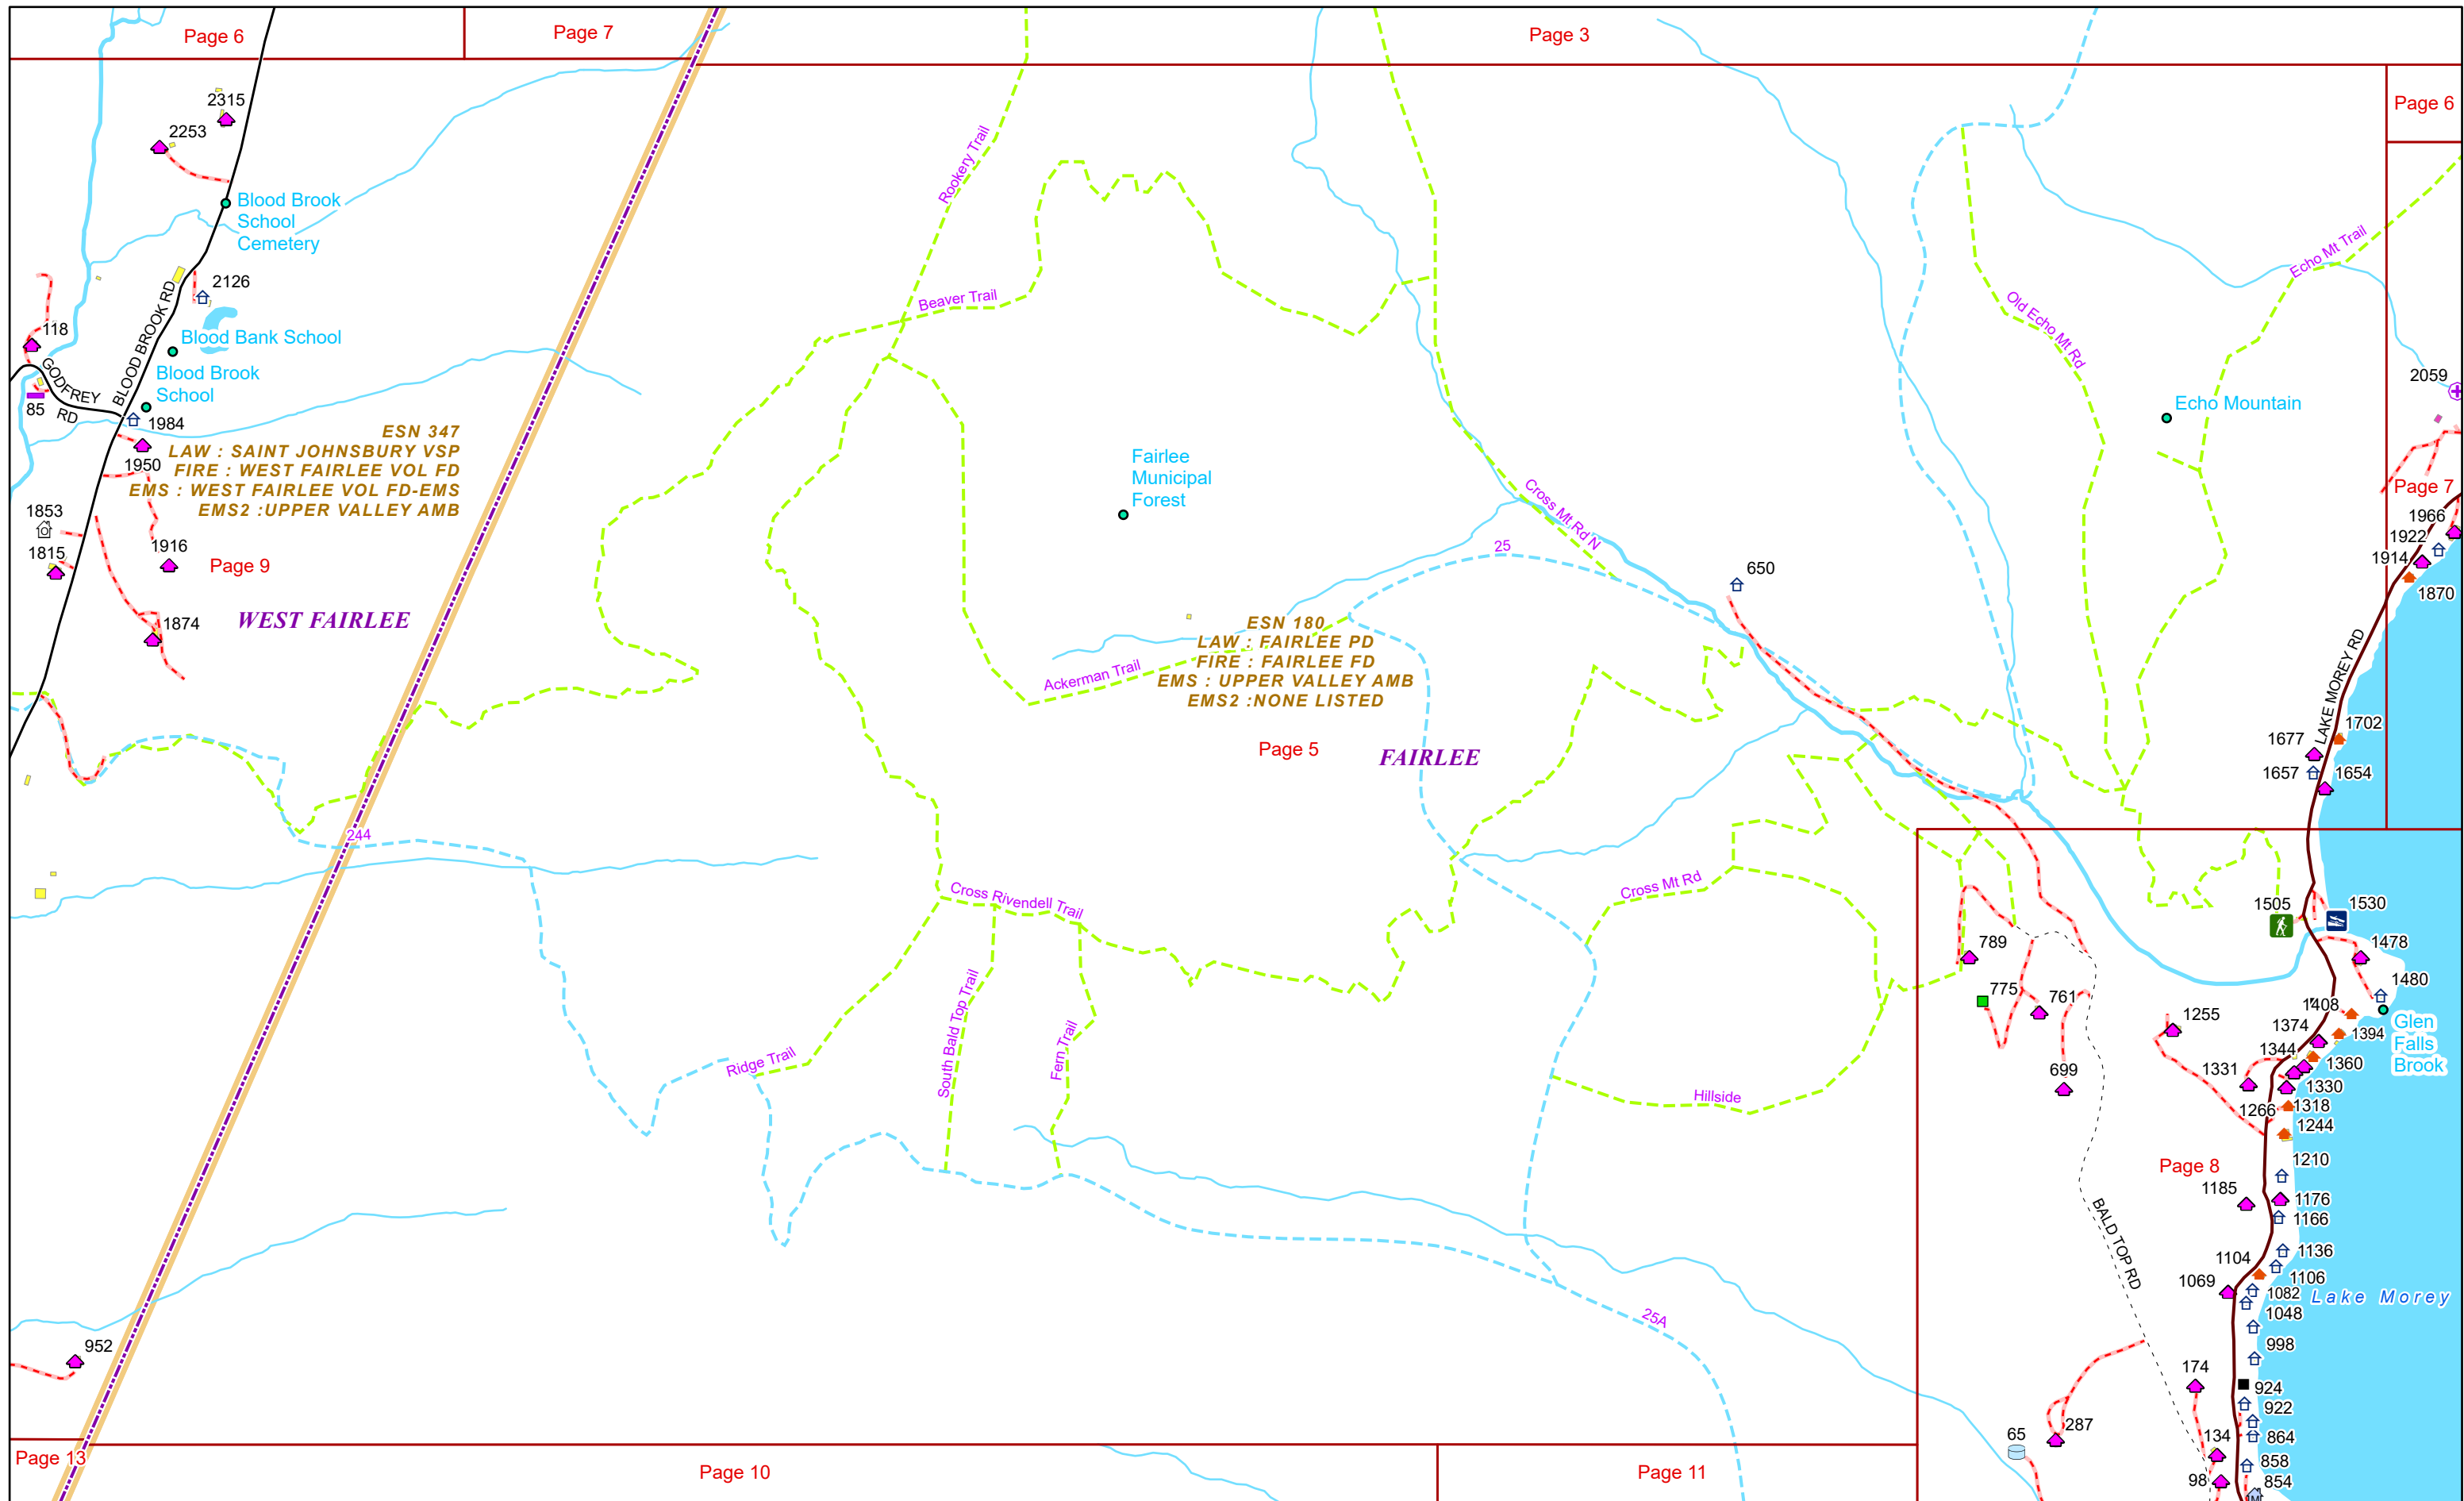 Page 6
Page 7
Page 3
Page 6
2315
2253
Blood Brook
School
Cemetery
Rookery Trail
Beaver Trail
2126
118
BLOOD BROOK RD
Blood Bank School
Blood Brook
School
GODFREY
RD
85
1984
1950
ESN 347
LAW : SAINT JOHNSBURY VSP
FIRE : WEST FAIRLEE VOL FD
EMS : WEST FAIRLEE VOL FD-EMS
EMS2 :UPPER VALLEY AMB
1853
1815
1916
Page 9
1874
WEST FAIRLEE
Echo Mt Trail
Old Echo Mt Rd
2059
Echo Mountain
Fairlee
Municipal
Forest
Cross Mt Rd N
25
650
Page 7
1966
1922
1914
1870
ESN 180
LAW : FAIRLEE PD
FIRE : FAIRLEE FD
EMS : UPPER VALLEY AMB
EMS2 :NONE LISTED
Ackerman Trail
Page 5
FAIRLEE
LAKE MOREY RD
1702
1677
1657
1654
244
Cross Rivendell Trail
Cross Mt Rd
1505
1530
789
1478
775
761
1480
1255
1408
1374
1394
Glen
Falls
Brook
1344
1360
1331
1330
699
1318
1266
1244
Ridge Trail
South Bald Top Trail
Fern Trail
Hillside
1210
Page 8
1185
1176
1166
BALD TOP RD
1136
1104
1106
1069
1082
1048
Lake Morey
25A
998
952
174
924
922
287
65
134
864
858
98
854
M
Page 13
Page 10
Page 11